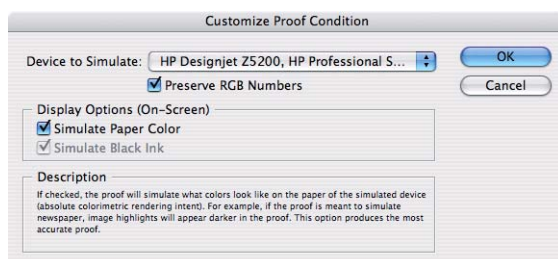 Customize Proof Condition
Device to Simulate: HP Designjet Z5200, HP Professional S...
OK
Preserve RGB Numbers
Cancel
Display Options (On-Screen)
Simulate Paper Color
Simulate Black Ink
Description
If checked, the proof will simulate what colors look like on the paper of the simulated device
(absolute colorimetric rendering intent). For example, if the proof is meant to simulate
newspaper, image highlights will appear darker in the proof. This option produces the most
accurate proof.